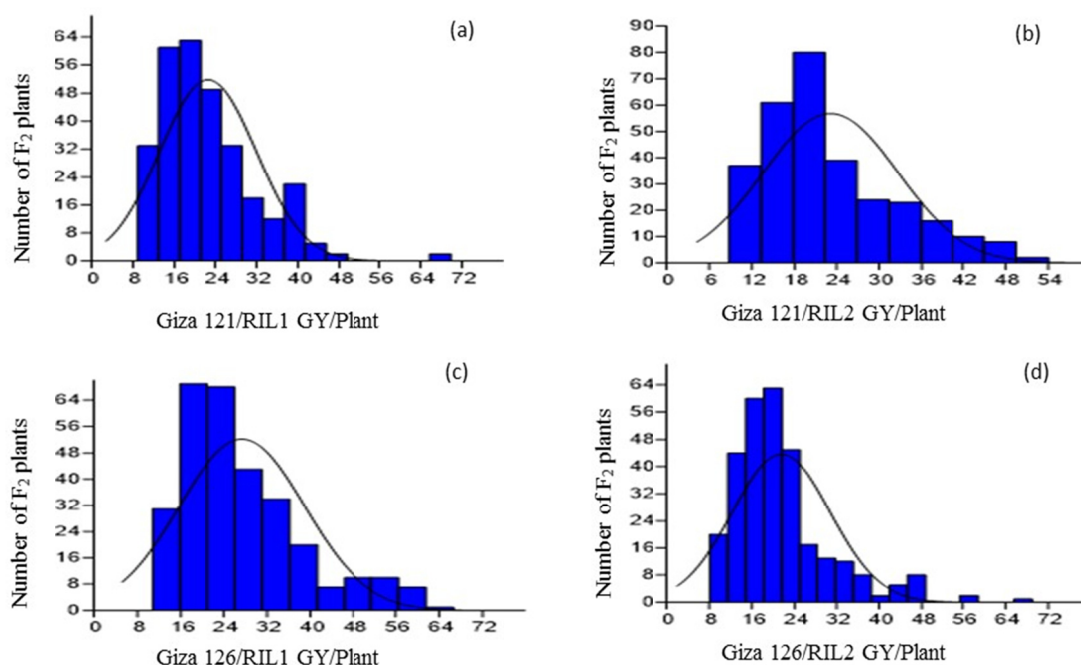 (a)
Number of F₂ plants
64
56
48
40
32
24
16
8
0
0 8 16 24 32 40 48 56 64 72
Giza 121/RIL1 GY/Plant
(b)
Number of F₂ plants
90
80
70
60
50
40
30
20
10
0
0 6 12 18 24 30 36 42 48 54
Giza 121/RIL2 GY/Plant
(c)
Number of F₂ plants
64
56
48
40
32
24
16
8
0
0 8 16 24 32 40 48 56 64 72
Giza 126/RIL1 GY/Plant
(d)
Number of F₂ plants
64
56
48
40
32
24
16
8
0
0 8 16 24 32 40 48 56 64 72
Giza 126/RIL2 GY/Plant